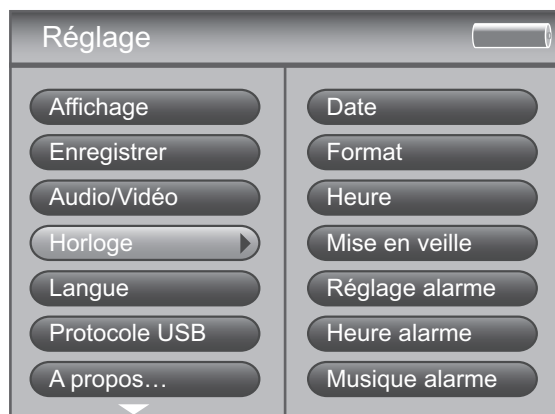 Réglage
Affichage
Enregistrer
Audio/Vidéo
Horloge
Langue
Protocole USB
A propos…
Date
Format
Heure
Mise en veille
Réglage alarme
Heure alarme
Musique alarme